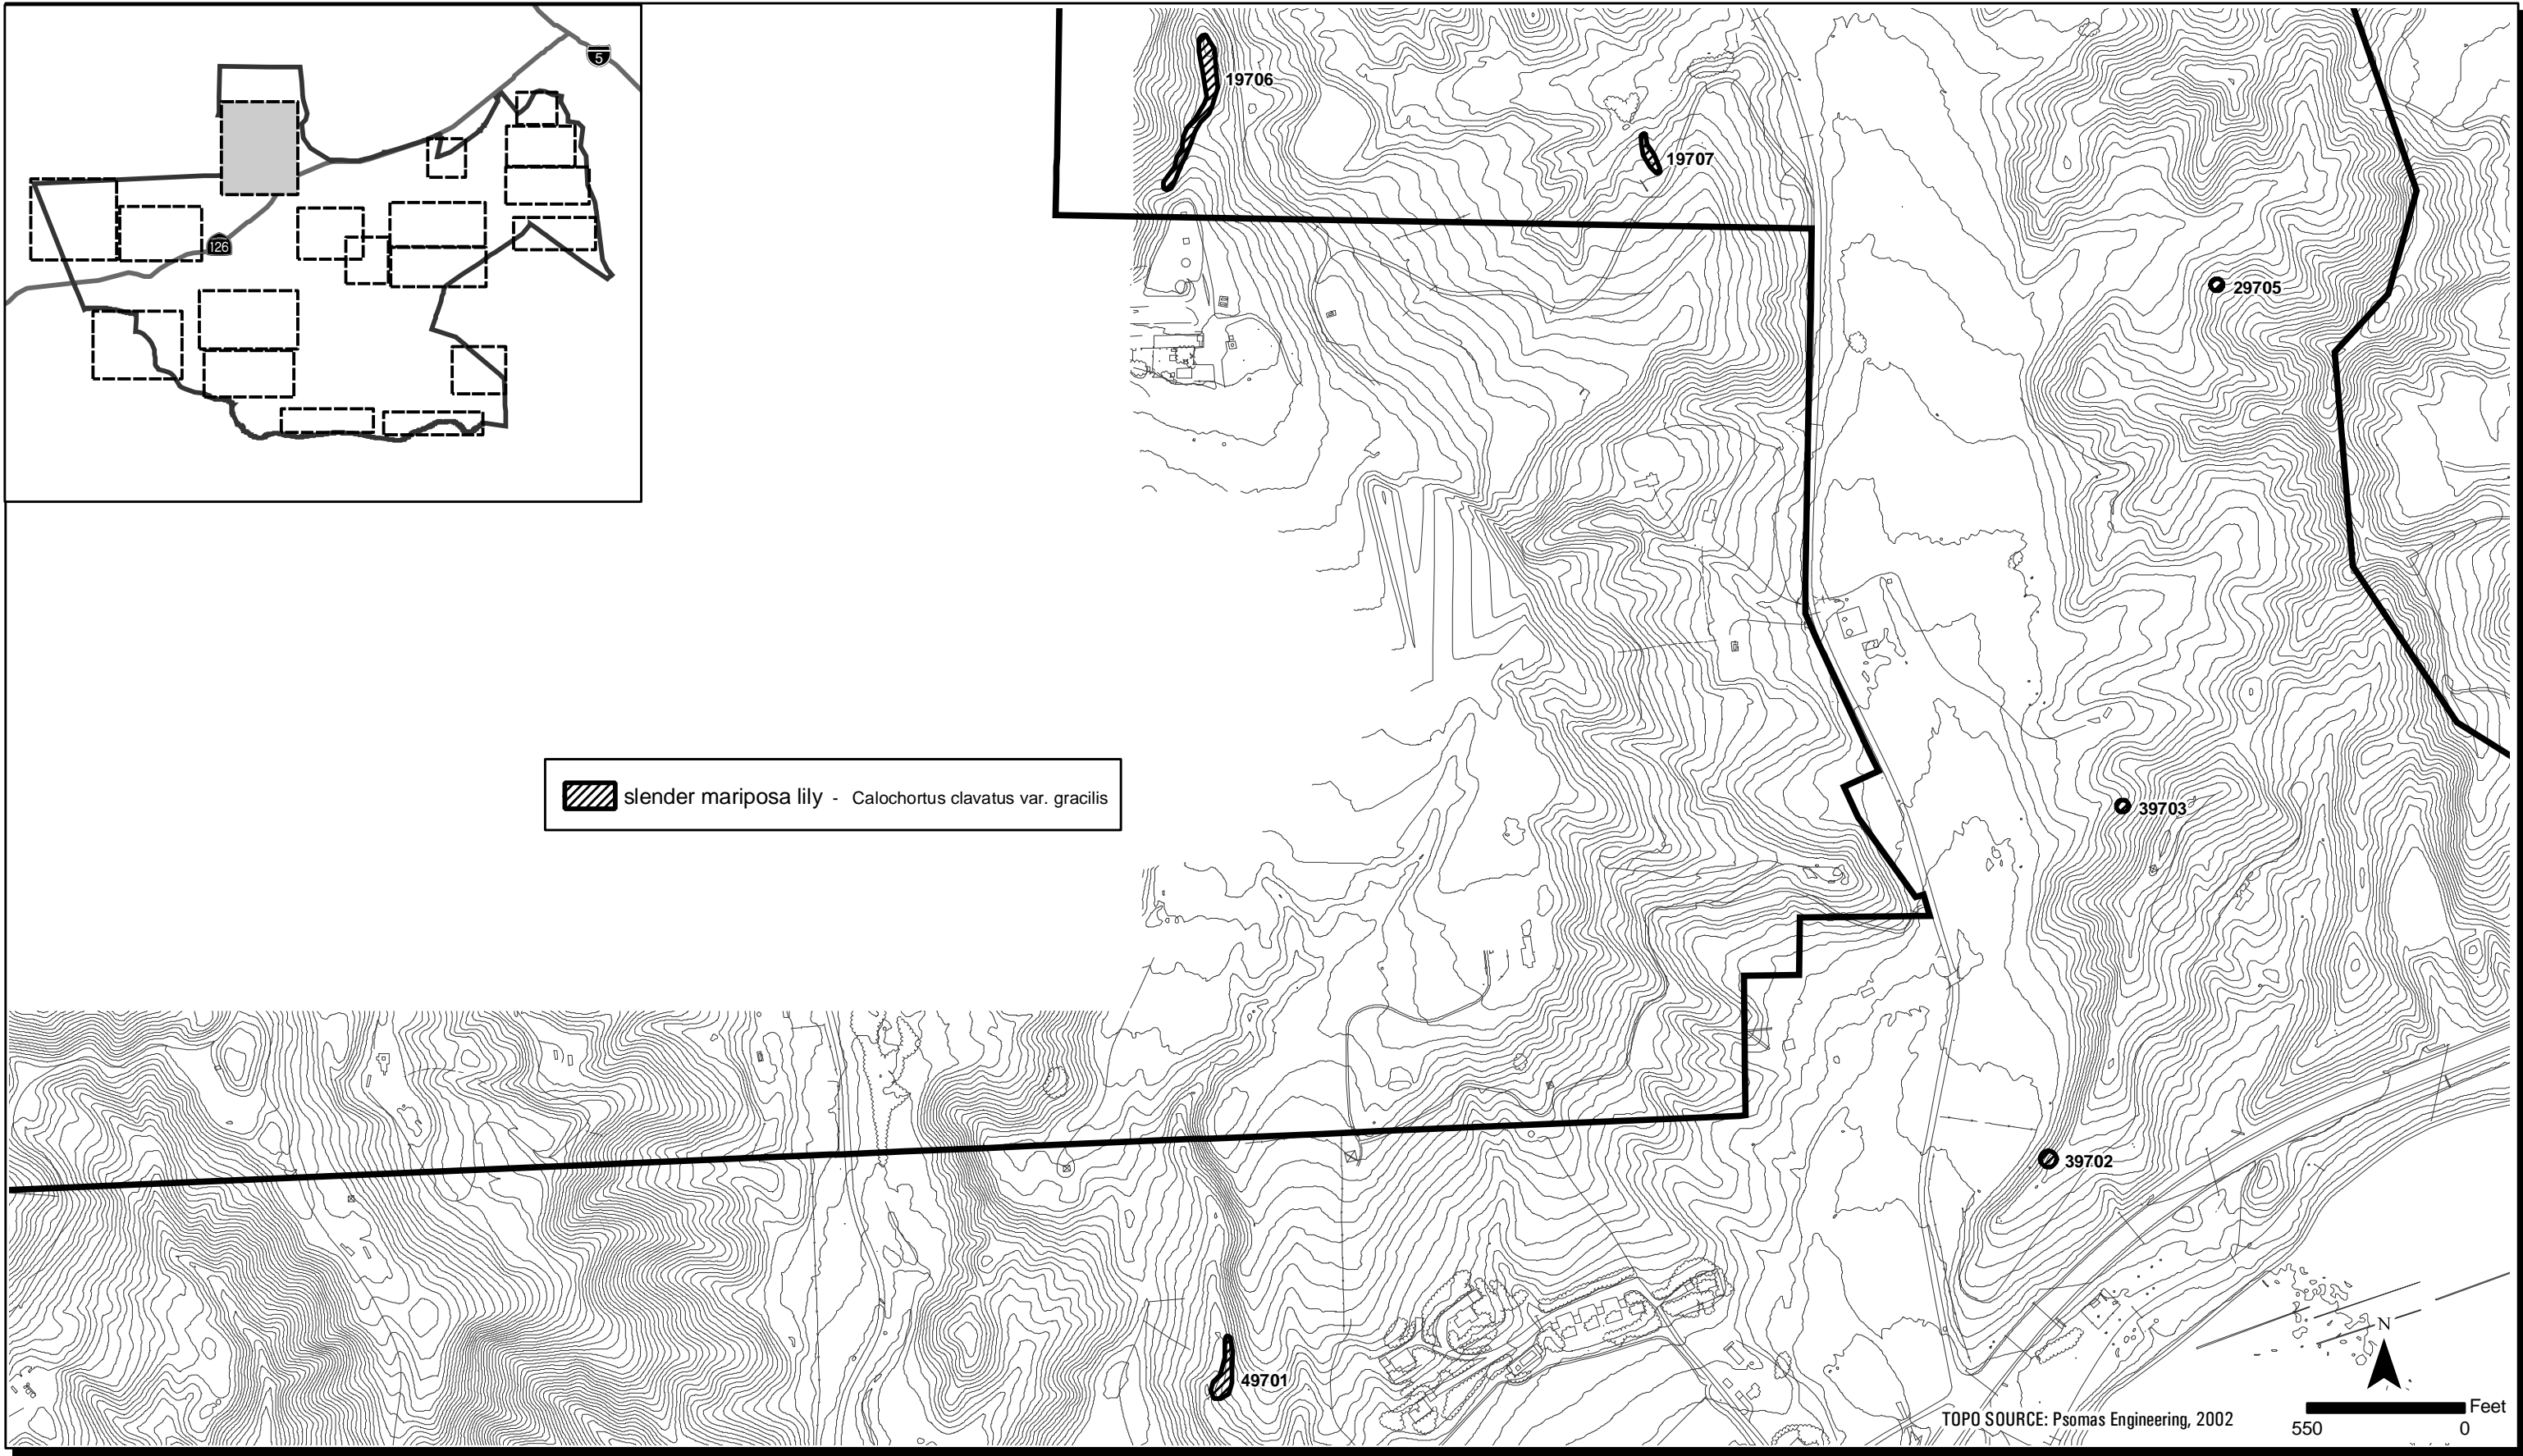 5
126
19706
19707
29705
slender mariposa lily - Calochortus clavatus var. gracilis
39703
39702
49701
N
TOPO SOURCE: Psomas Engineering, 2002
Feet
550 0